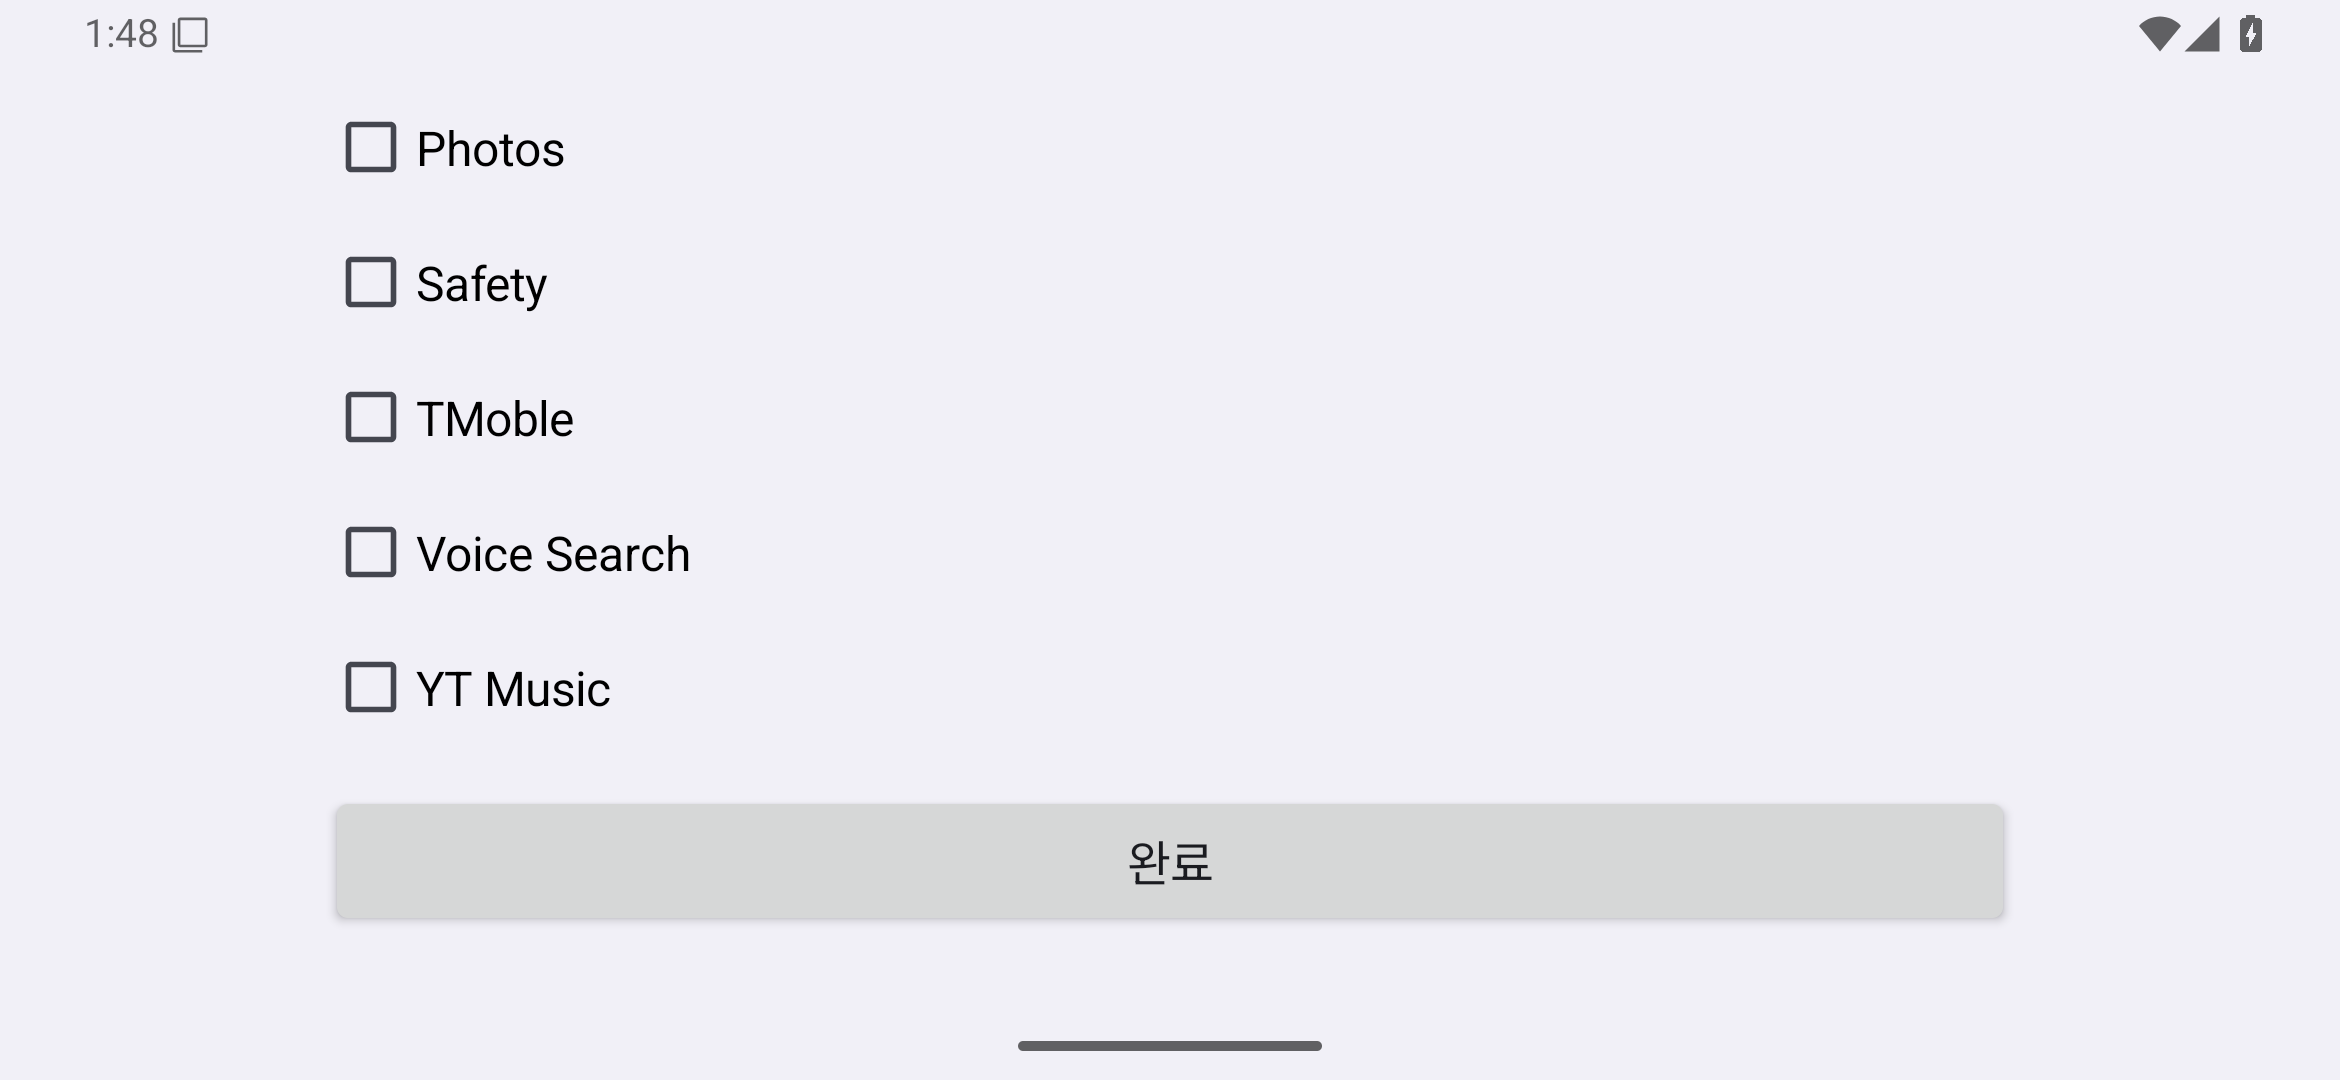 1:48
Photos
Safety
TMoble
Voice Search
YT Music
완료